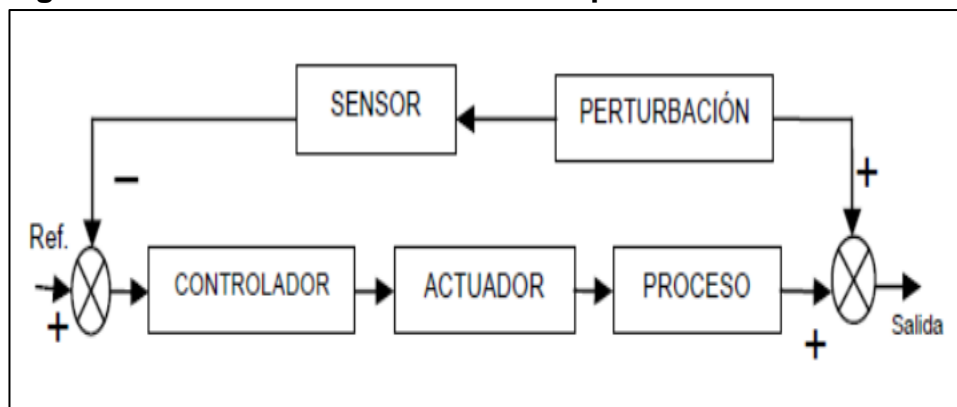 SENSOR
PERTURBACIÓN
−
+
Ref.
CONTROLADOR
ACTUADOR
PROCESO
+
+
Salida